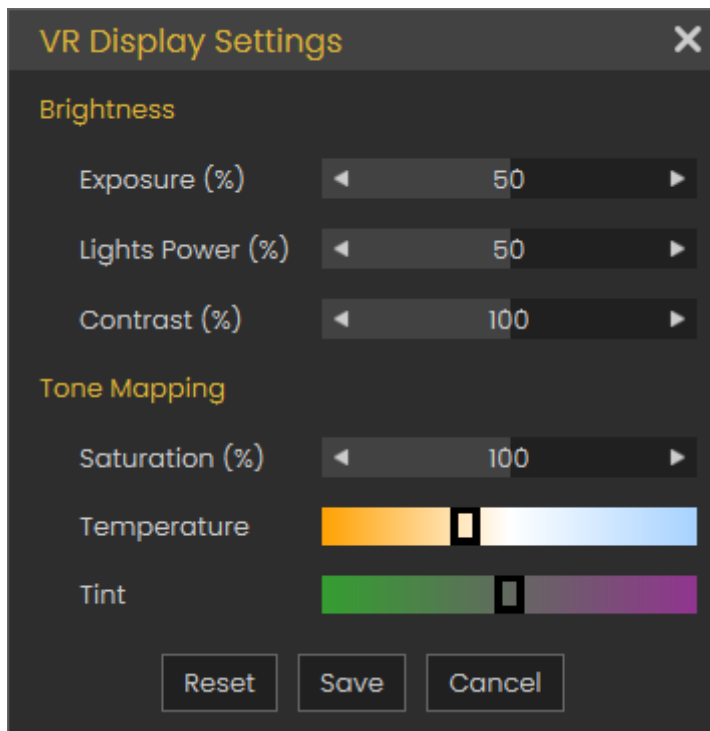 VR Display Settings
Brightness
Exposure (%) 50
Lights Power (%) 50
Contrast (%) 100
Tone Mapping
Saturation (%) 100
Temperature
Tint
Reset Save Cancel